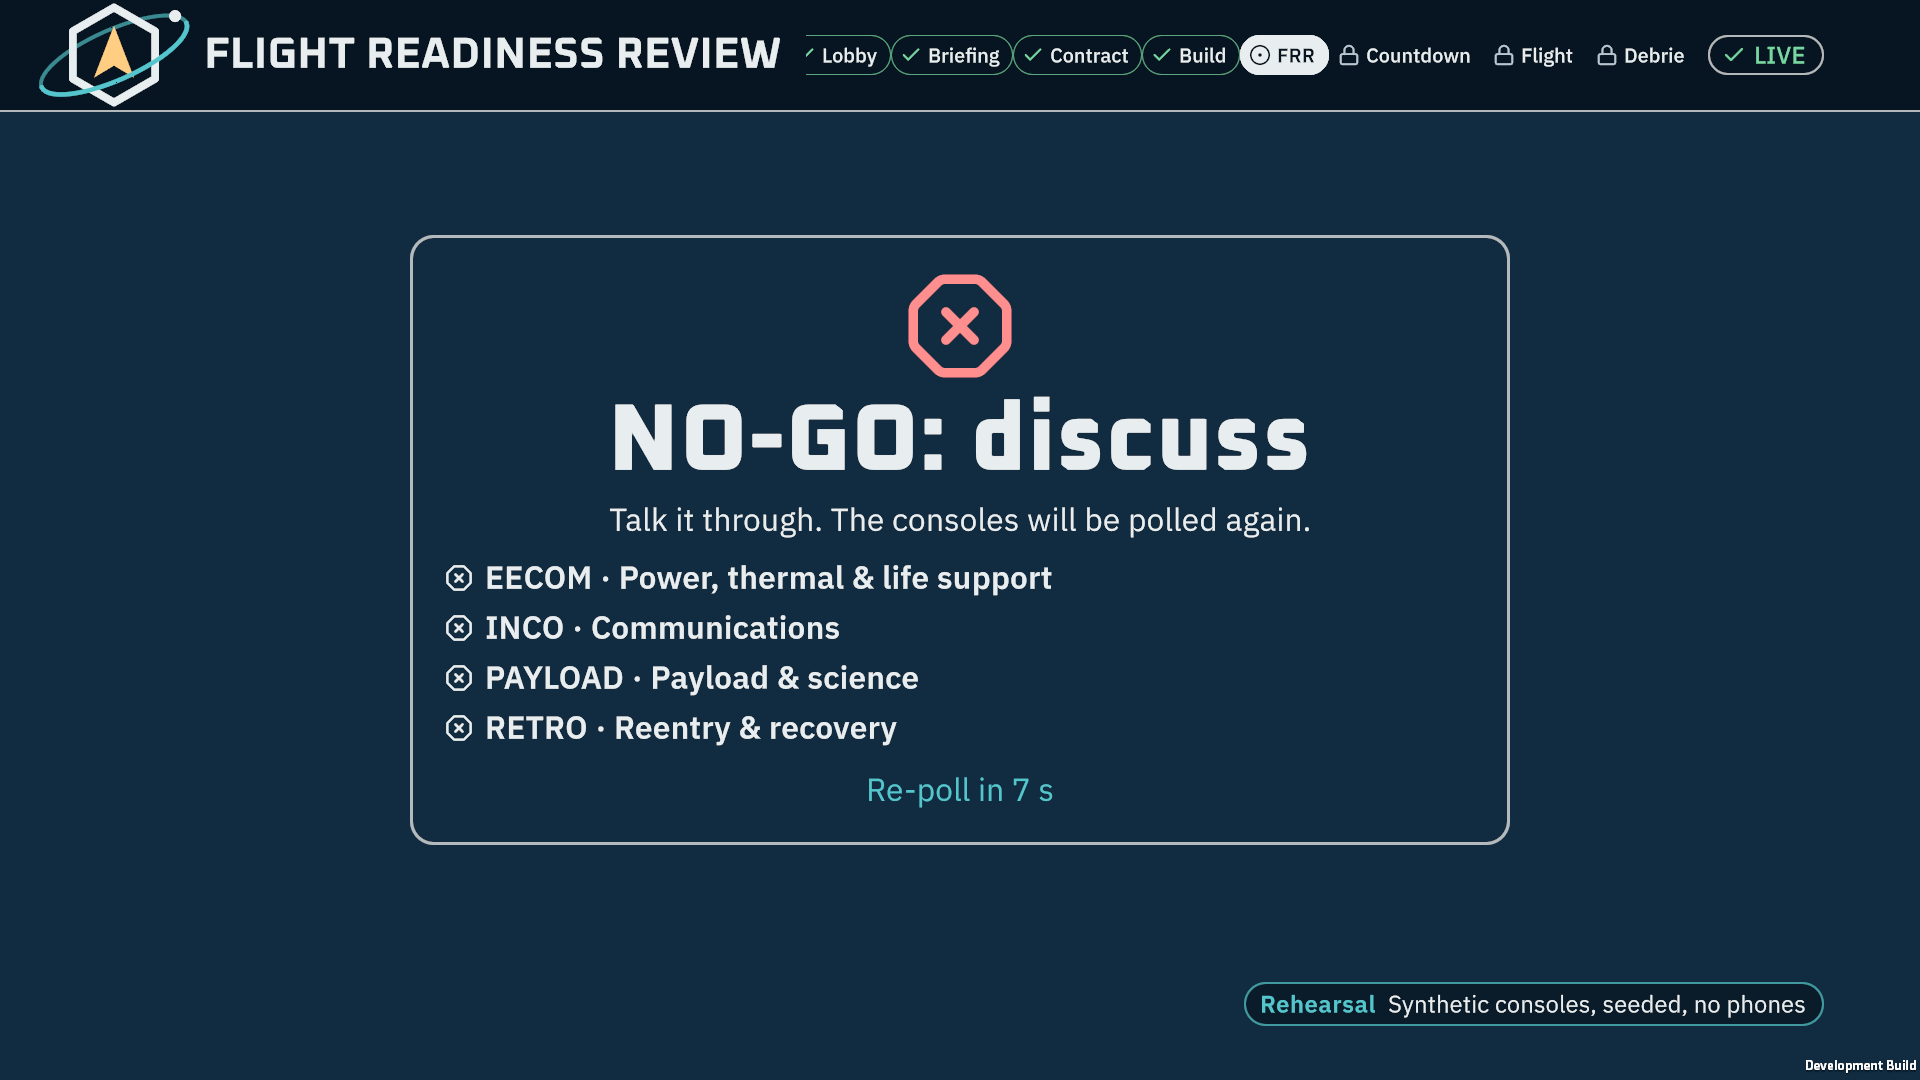 FLIGHT READINESS REVIEW
Lobby
Briefing
Contract
Build
FRR
Countdown
Flight
Debrie
LIVE
NO-GO: discuss
Talk it through. The consoles will be polled again.
EECOM · Power, thermal & life support
INCO · Communications
PAYLOAD · Payload & science
RETRO · Reentry & recovery
Re-poll in 7 s
Rehearsal Synthetic consoles, seeded, no phones
Development Build